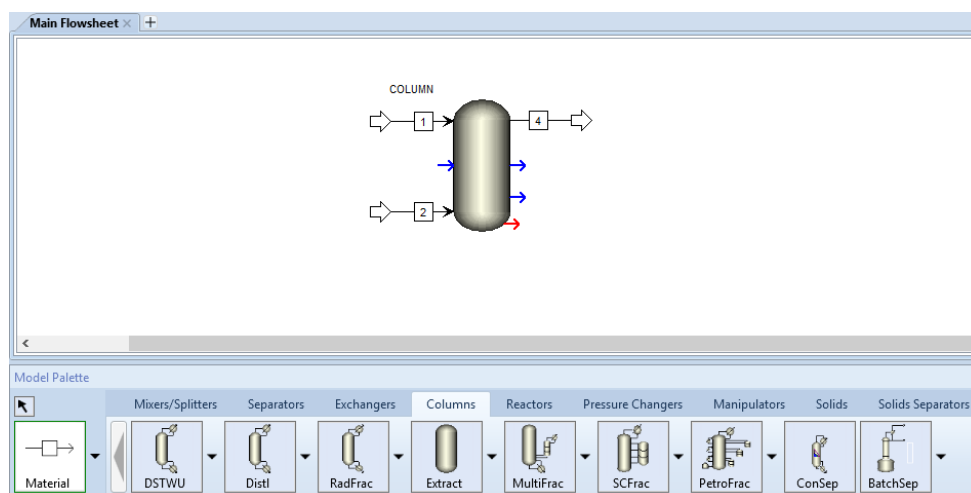 Main Flowsheet
COLUMN
1
4
2
Model Palette
Mixers/Splitters Separators Exchangers Columns Reactors Pressure Changers Manipulators Solids Solids Separators
Material DSTWU Distl RadFrac Extract MultiFrac SCFrac PetroFrac ConSep BatchSep